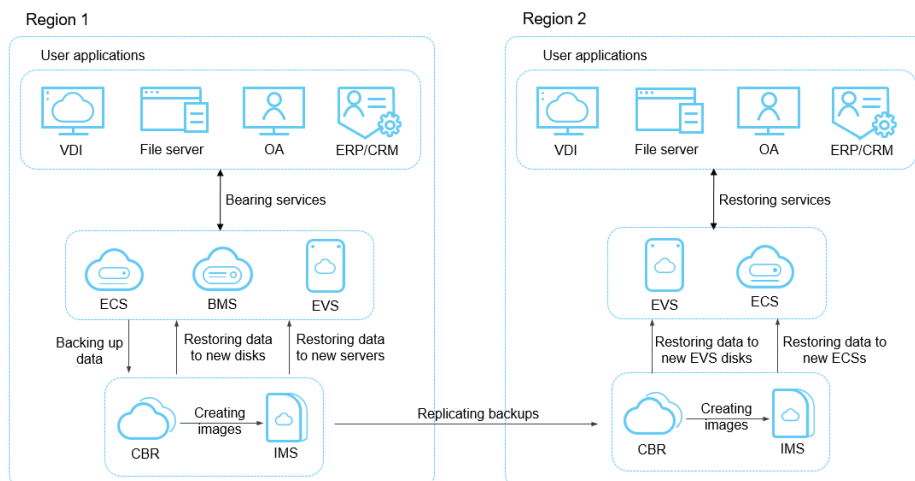 Region 1
User applications
VDI
File server
OA
ERP/CRM
Bearing services
ECS
BMS
EVS
Backing up
data
Restoring data
to new disks
Restoring data
to new servers
CBR
Creating
images
IMS
Replicating backups
Region 2
User applications
VDI
File server
OA
ERP/CRM
Restoring services
EVS
ECS
Restoring data to
new EVS disks
Restoring data to
new ECSs
CBR
Creating
images
IMS